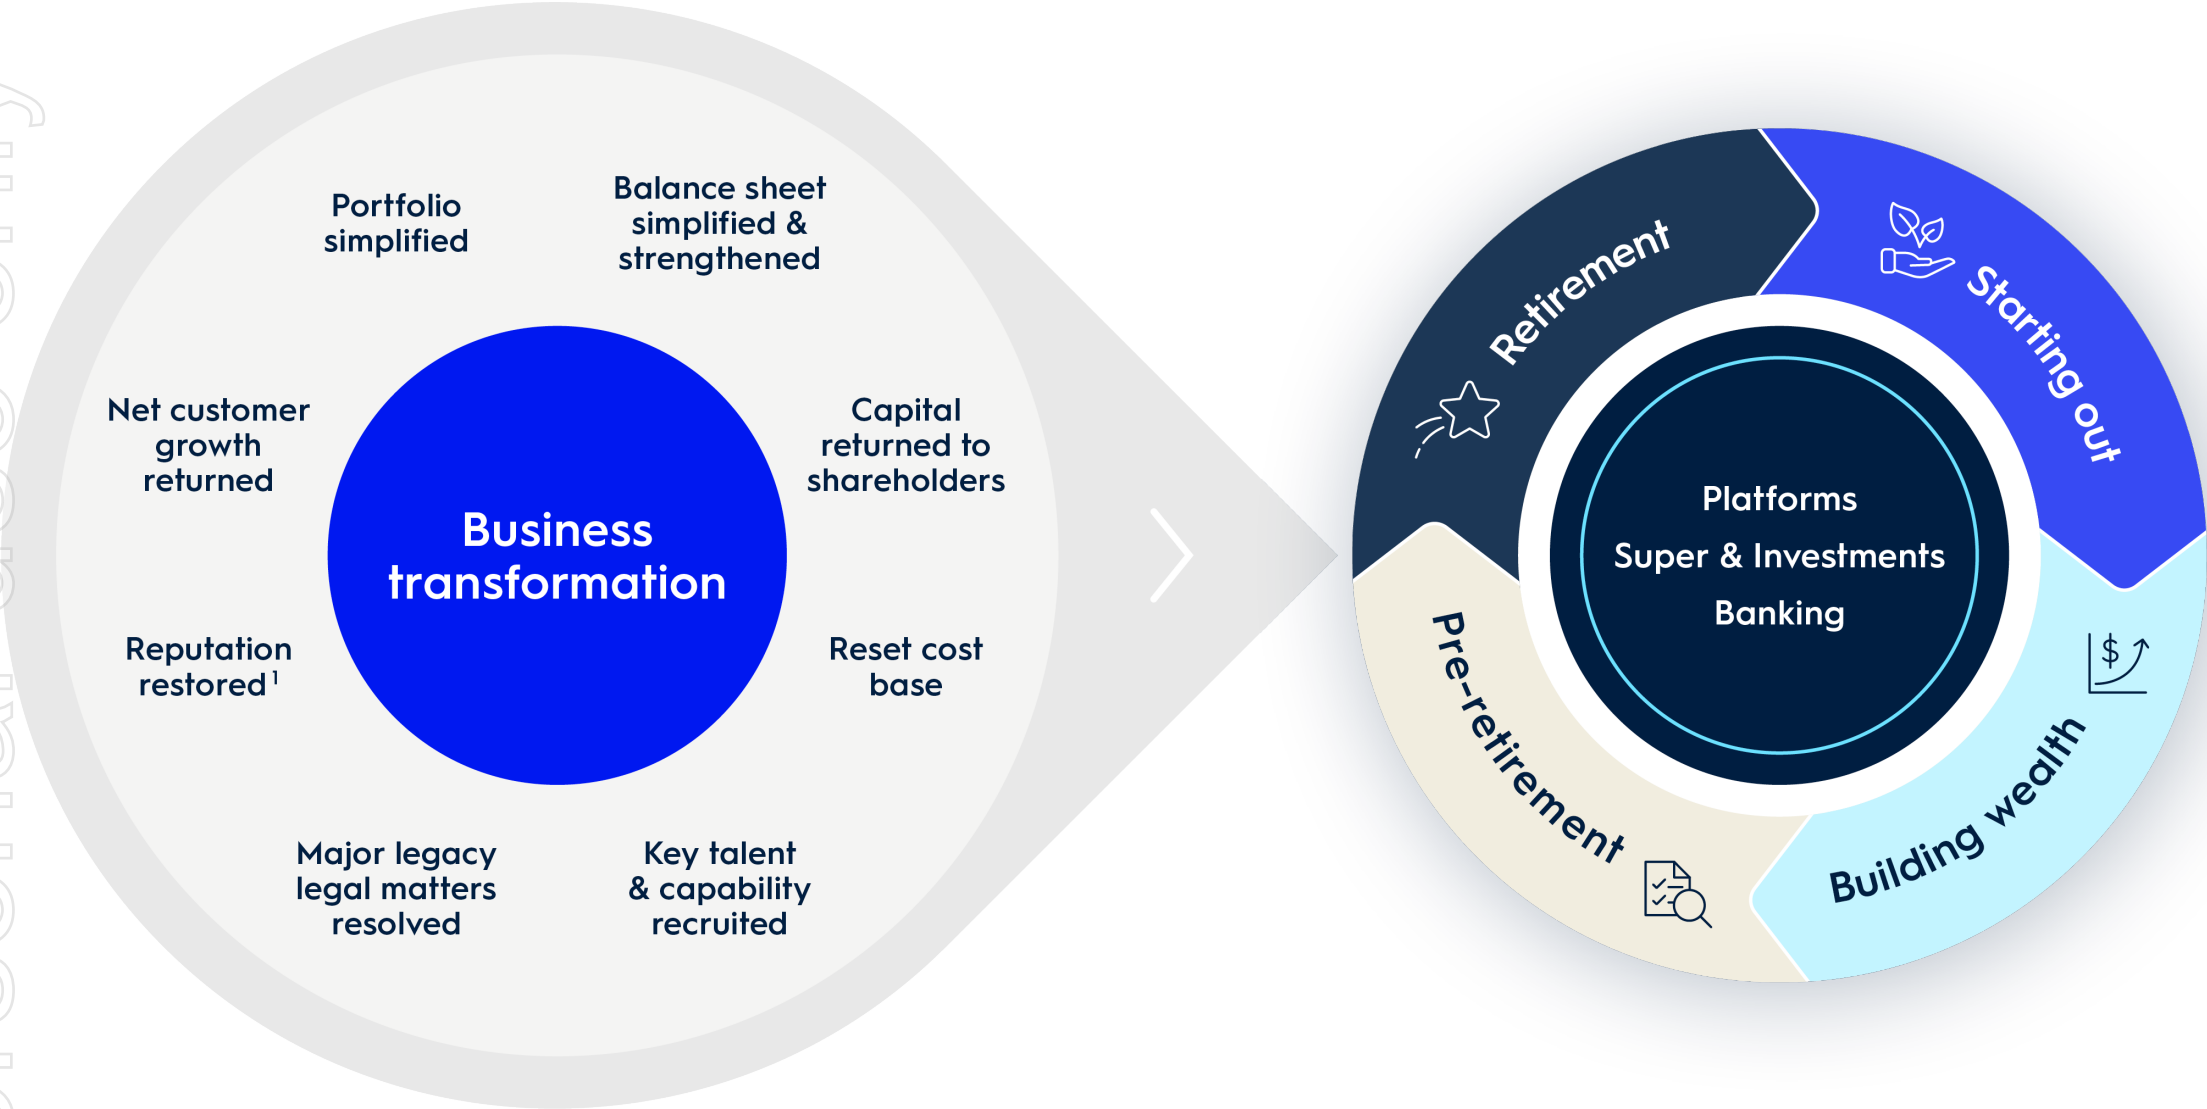 Portfolio
simplified
Balance sheet
simplified &
strengthened
Net customer
growth
returned
Capital
returned to
shareholders
Business
transformation
Reputation
restored¹
Reset cost
base
Major legacy
legal matters
resolved
Key talent
& capability
recruited
Retirement
Starting out
Platforms
Super & Investments
Banking
$
Pre-retirement
Building wealth